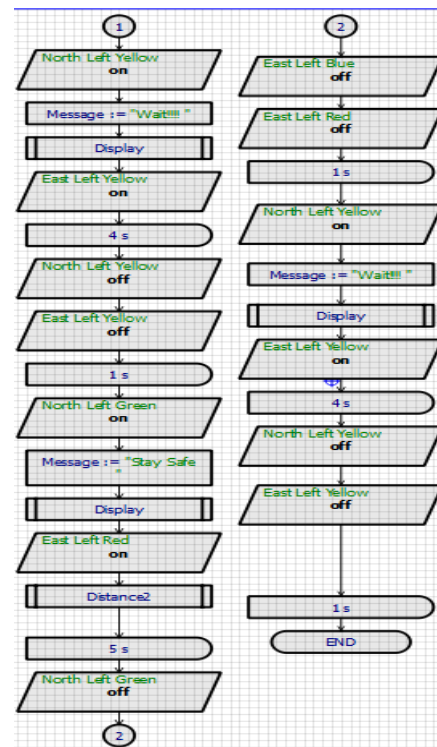 1
North Left Yellow
on
Message := "Wait!!!! "
Display
East Left Yellow
on
4 s
North Left Yellow
off
East Left Yellow
off
1 s
North Left Green
on
Message := "Stay Safe
"
Display
East Left Red
on
Distance2
5 s
North Left Green
off
2
2
East Left Blue
off
East Left Red
off
1 s
North Left Yellow
on
Message := "Wait!!!! "
Display
East Left Yellow
on
4 s
North Left Yellow
off
East Left Yellow
off
1 s
END